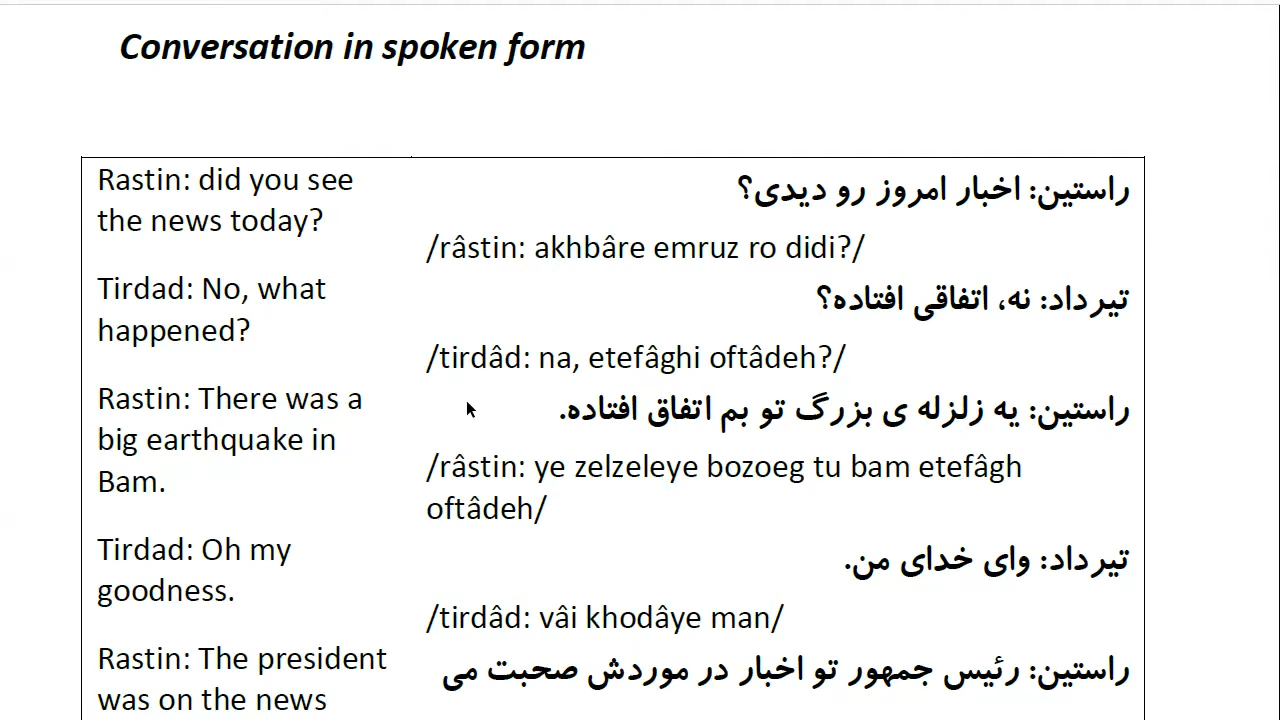 Conversation in spoken form
Rastin: did you see
the news today?
Tirdad: No, what
happened?
Rastin: There was a
big earthquake in
Bam.
Tirdad: Oh my
goodness.
Rastin: The president
was on the news
راستین: اخبار امروز رو دیدی؟
/râstin: akhbâre emruz ro didi?/
تیرداد: نه، اتفاقی افتاده؟
/tirdâd: na, etefâghi oftâdeh?/
راستین: یه زلزله ی بزرگ تو بم اتفاق افتاده.
/râstin: ye zelzeleye bozoeg tu bam etefâgh
oftâdeh/
تیرداد: وای خدای من.
/tirdâd: vâi khodâye man/
راستین: رئیس جمهور تو اخبار در موردش صحبت می